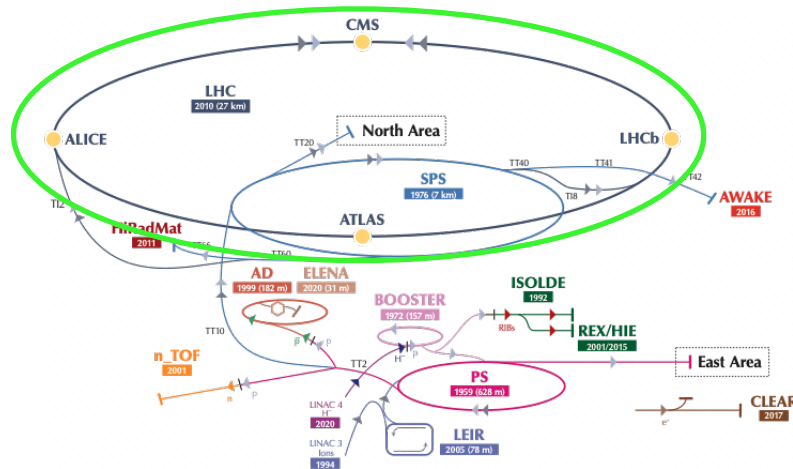 CMS
LHC
2010 (27 km)
TT20
North Area
ALICE
LHCb
TT40
TT41
SPS
1976 (7 km)
TI8
TT42
TI2
AWAKE
2016
HiRadMat
2011
ATLAS
TT66
TT60
AD
1999 (182 m)
ELENA
2020 (31 m)
ISOLDE
1992
BOOSTER
1972 (157 m)
RIBs
REX/HIE
2001/2015
TT10
p
p
H⁻
p
n_TOF
2001
TT2
East Area
n
p
PS
1959 (628 m)
LINAC 4
H⁻
2020
CLEAR
2017
e⁻
LINAC 3
Ions
1994
LEIR
2005 (78 m)